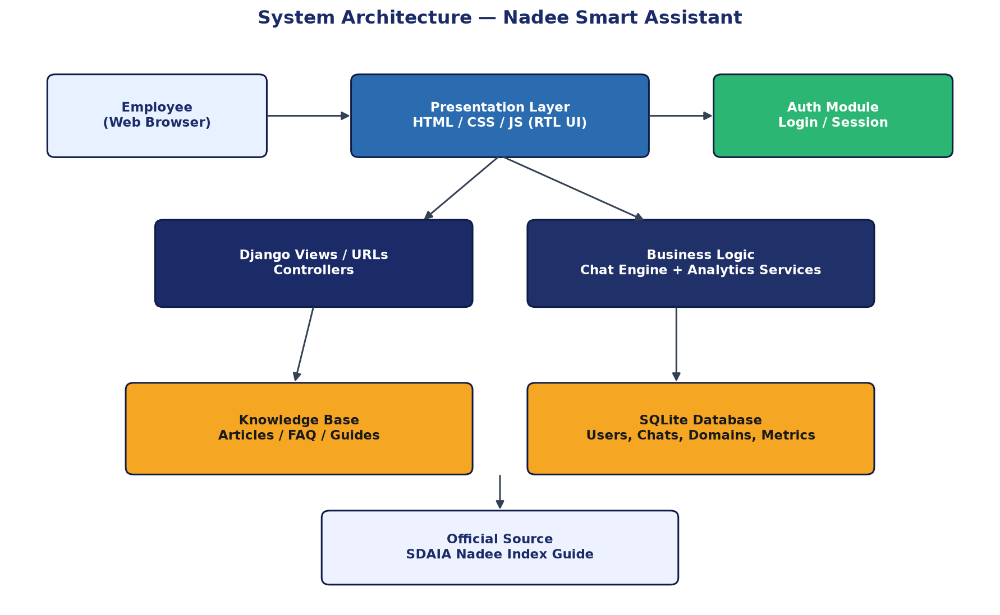 System Architecture — Nadee Smart Assistant
Employee
(Web Browser)
Presentation Layer
HTML / CSS / JS (RTL UI)
Auth Module
Login / Session
Django Views / URLs
Controllers
Business Logic
Chat Engine + Analytics Services
Knowledge Base
Articles / FAQ / Guides
SQLite Database
Users, Chats, Domains, Metrics
Official Source
SDAIA Nadee Index Guide